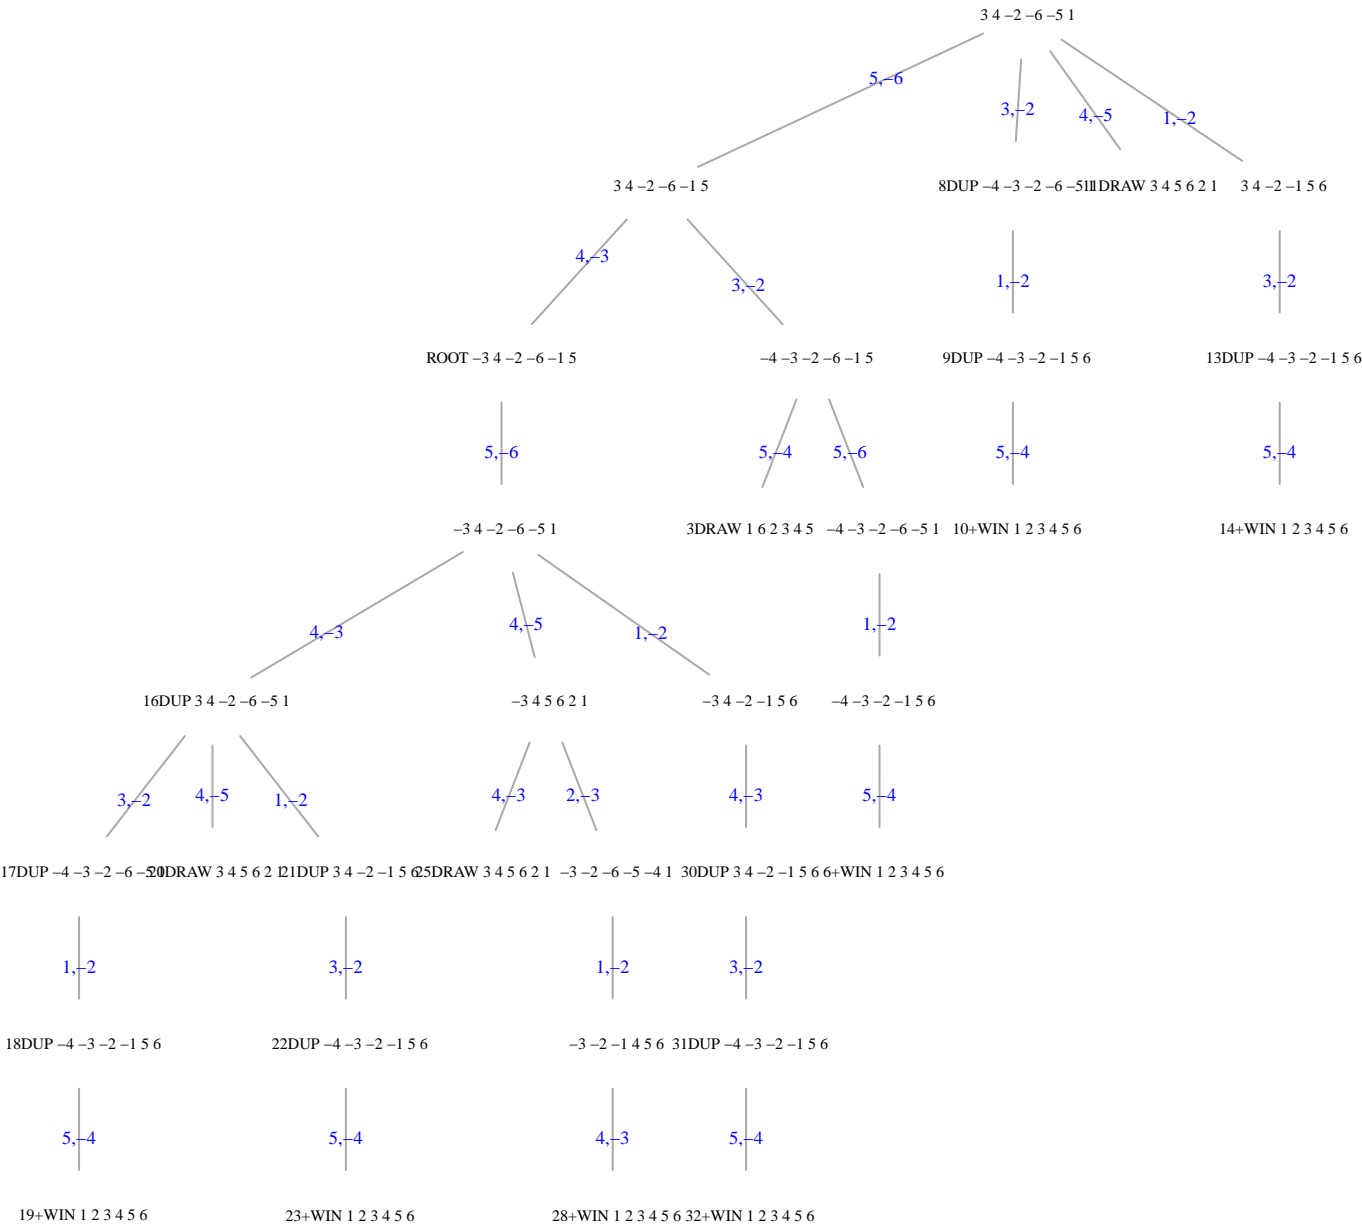 3 4 −2 −6 −5 1
5,−6
3,−2
4,−5
1,−2
3 4 −2 −6 −1 5
8DUP −4 −3 −2 −6 −5 1
11DRAW 3 4 5 6 2 1
3 4 −2 −1 5 6
4,−3
3,−2
1,−2
3,−2
ROOT −3 4 −2 −6 −1 5
−4 −3 −2 −6 −1 5
9DUP −4 −3 −2 −1 5 6
13DUP −4 −3 −2 −1 5 6
5,−6
5,−4
5,−6
5,−4
5,−4
−3 4 −2 −6 −5 1
3DRAW 1 6 2 3 4 5
−4 −3 −2 −6 −5 1
10+WIN 1 2 3 4 5 6
14+WIN 1 2 3 4 5 6
4,−3
4,−5
1,−2
1,−2
16DUP 3 4 −2 −6 −5 1
−3 4 5 6 2 1
−3 4 −2 −1 5 6
−4 −3 −2 −1 5 6
3,−2
4,−5
1,−2
4,−3
2,−3
4,−3
5,−4
17DUP −4 −3 −2 −6 −5 1
20DRAW 3 4 5 6 2 1
21DUP 3 4 −2 −1 5 6
25DRAW 3 4 5 6 2 1
−3 −2 −6 −5 −4 1
30DUP 3 4 −2 −1 5 6
6+WIN 1 2 3 4 5 6
1,−2
3,−2
1,−2
3,−2
18DUP −4 −3 −2 −1 5 6
22DUP −4 −3 −2 −1 5 6
−3 −2 −1 4 5 6
31DUP −4 −3 −2 −1 5 6
5,−4
5,−4
4,−3
5,−4
19+WIN 1 2 3 4 5 6
23+WIN 1 2 3 4 5 6
28+WIN 1 2 3 4 5 6
32+WIN 1 2 3 4 5 6